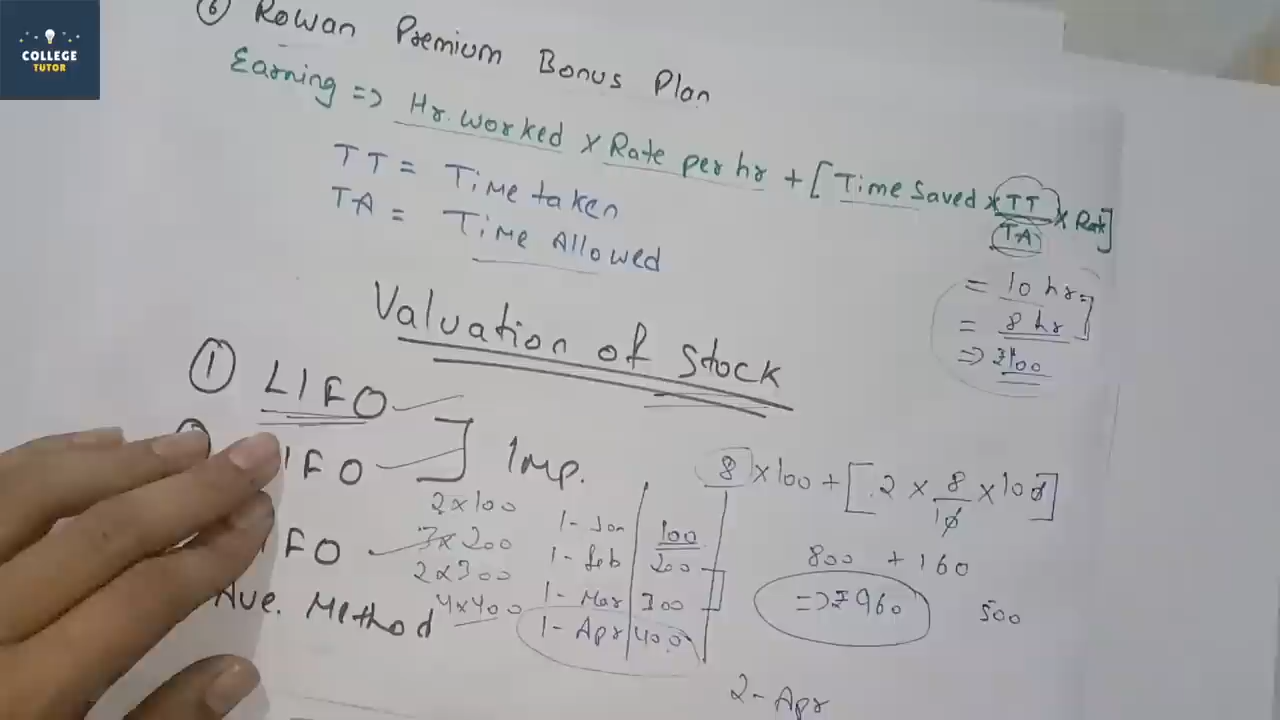 COLLEGE
TUTOR
6 Rowan Premium Bonus Plan
Earning => Hr. worked x Rate per hr + [Time Saved x TT/TA x Rate]
TT = Time taken
TA = Time Allowed
= 10 hr.
= 8 hr
=> ₹100
Valuation of Stock
1 LIFO
IFO
Imp.
8 x 100 + [2 x 8/10 x 100]
800 + 160
=> ₹960
500
FO
Ave. Method
2x100
3x200
2x300
4x400
1-Jan 100
1-feb 200
1-Mar 300
1-Apr 400
2-Apr